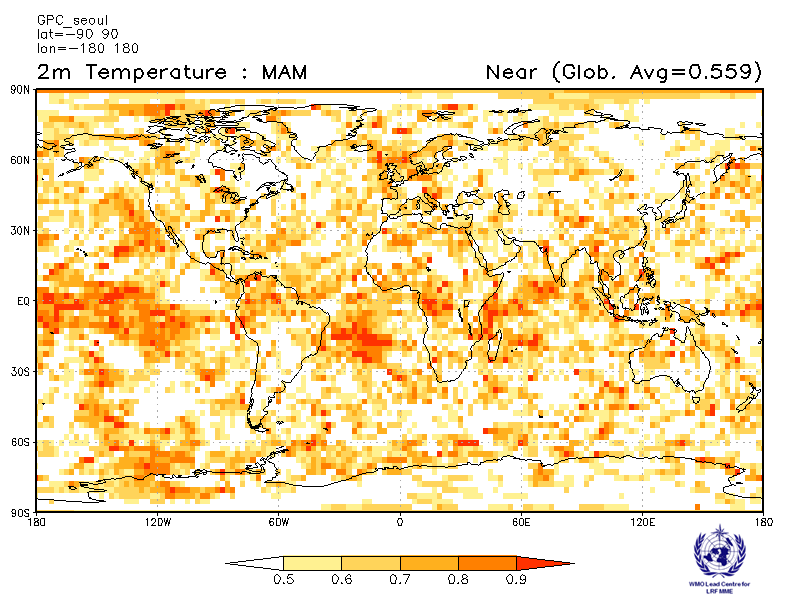 GPC_seoul
lat=-90 90
lon=-180 180
2m Temperature : MAM Near (Glob. Avg=0.559)
90N
60N
30N
EQ
30S
60S
90S
180 120W 60W 0 60E 120E 180
0.5 0.6 0.7 0.8 0.9
WMO Lead Centre for
LRF MME